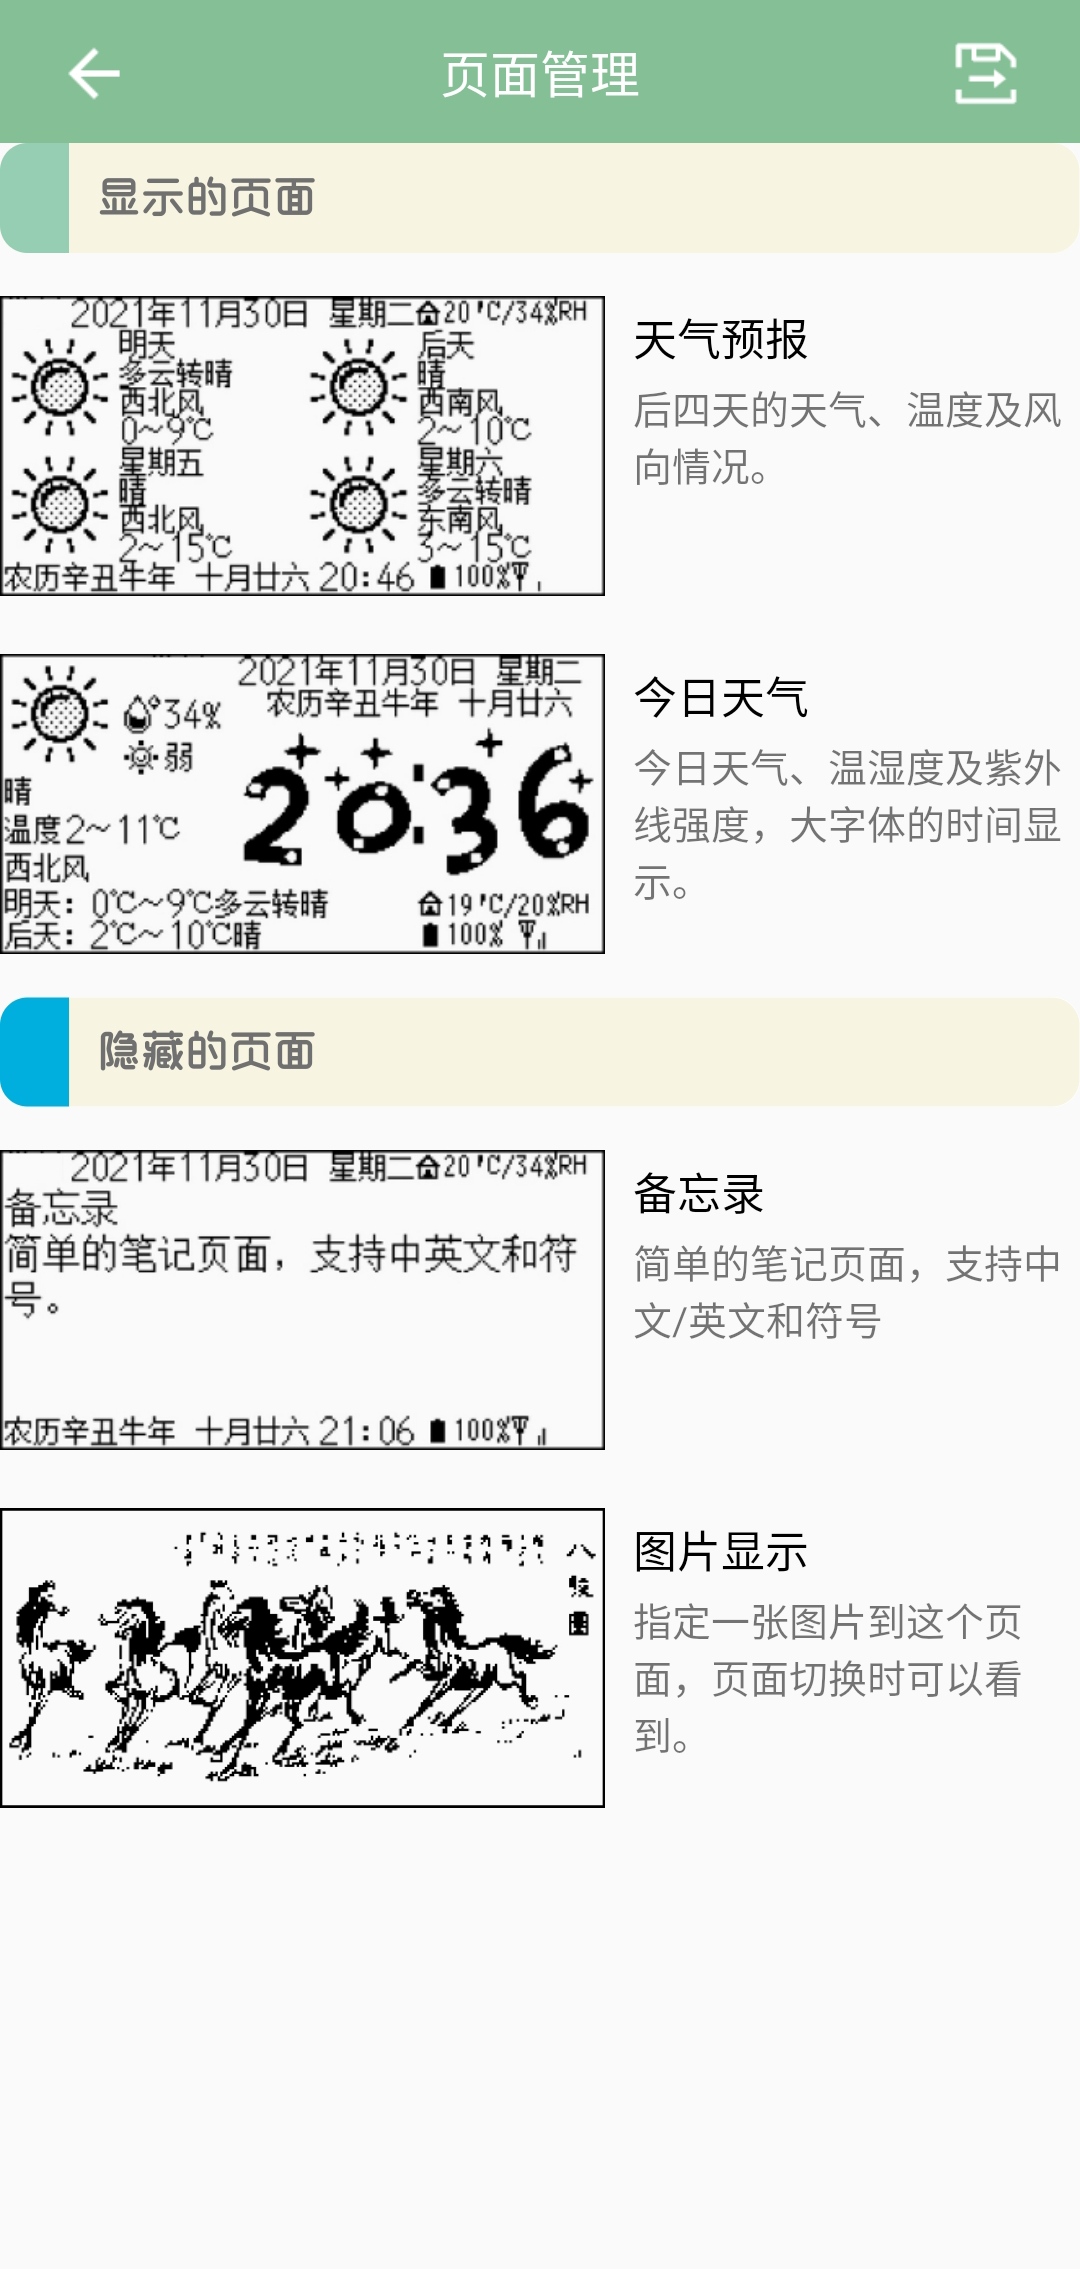 页面管理
显示的页面
2021年11月30日 星期二 20'C/34%RH
明天
多云转晴
西北风
0～9℃
后天
晴
西南风
2～10℃
星期五
晴
西北风
2～15℃
星期六
多云转晴
东南风
3～15℃
农历辛丑牛年 十月廿六 20:46 100%
天气预报
后四天的天气、温度及风
向情况。
2021年11月30日 星期二
农历辛丑牛年 十月廿六
34%
弱
20:36
晴
温度2～11℃
西北风
明天：0℃～9℃多云转晴
后天：2℃～10℃晴
19'C/20%RH
100%
今日天气
今日天气、温湿度及紫外
线强度，大字体的时间显
示。
隐藏的页面
2021年11月30日 星期二 20'C/34%RH
备忘录
简单的笔记页面，支持中英文和符
号。
农历辛丑牛年 十月廿六 21:06 100%
备忘录
简单的笔记页面，支持中
文/英文和符号
八
骏
图
图片显示
指定一张图片到这个页
面，页面切换时可以看
到。